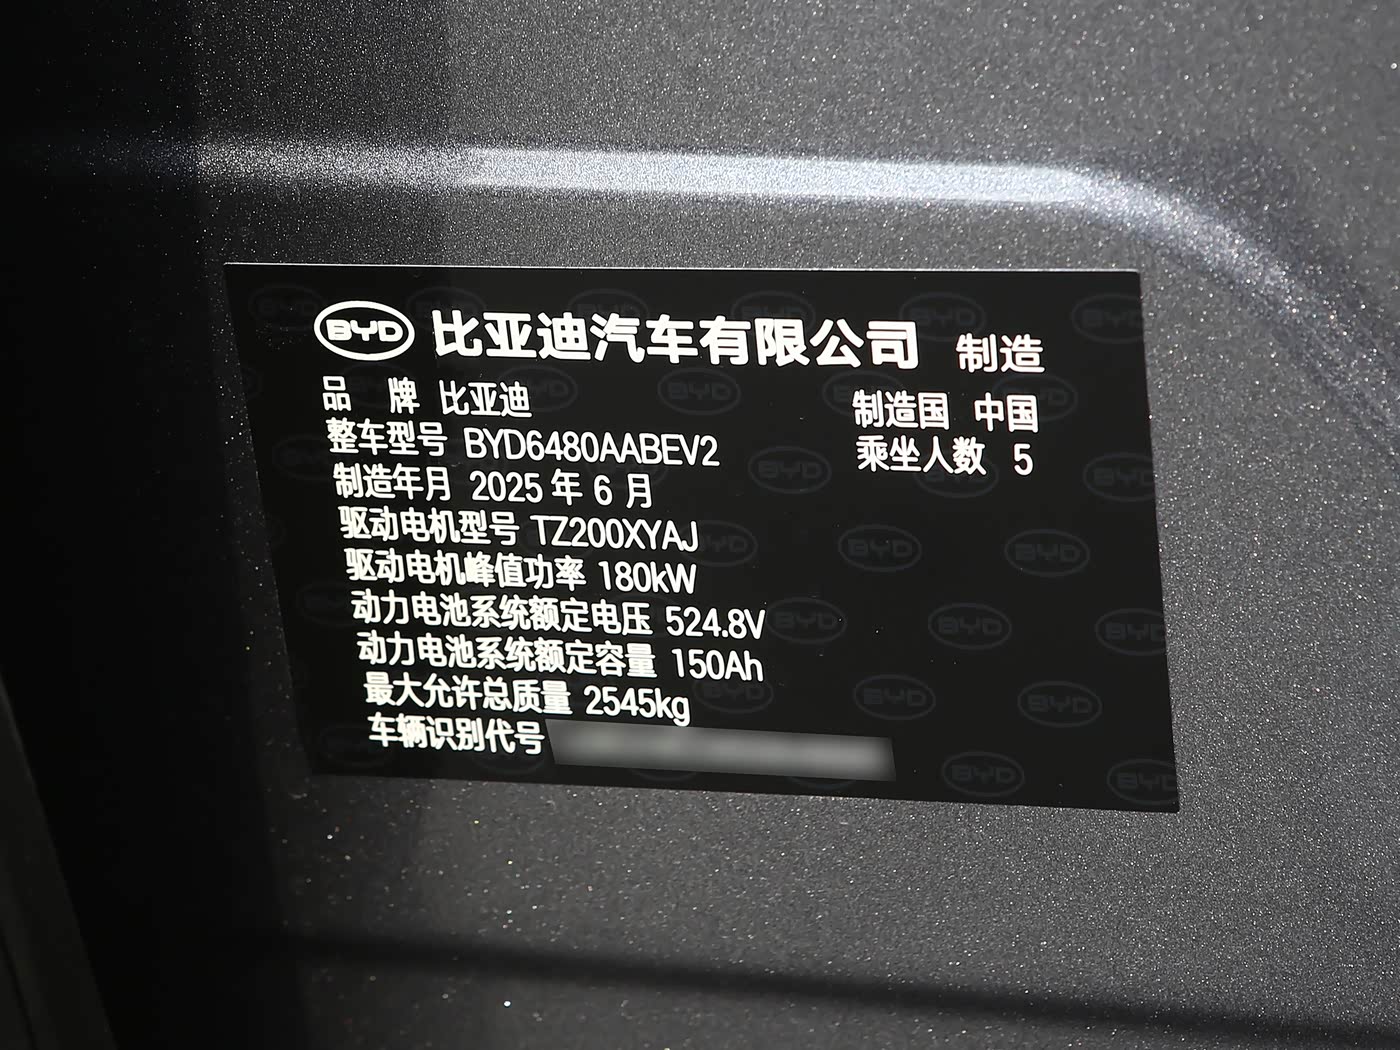 BYD 比亚迪汽车有限公司 制造
品 牌 比亚迪 制造国 中国
整车型号 BYD6480AABEV2 乘坐人数 5
制造年月 2025 年 6 月
驱动电机型号 TZ200XYAJ
驱动电机峰值功率 180kW
动力电池系统额定电压 524.8V
动力电池系统额定容量 150Ah
最大允许总质量 2545kg
车辆识别代号